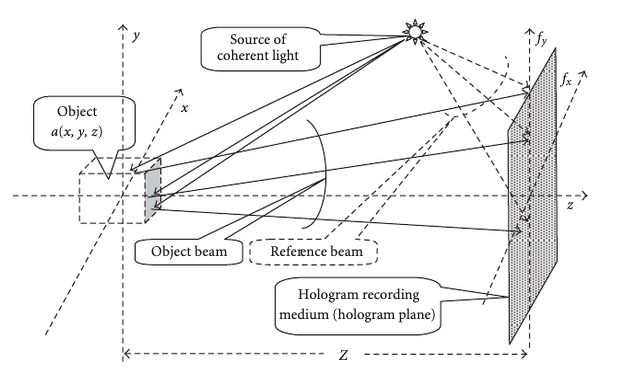 y
Source of
coherent light
f_y
f_x
Object
a(x, y, z)
x
z
Object beam
Reference beam
Hologram recording
medium (hologram plane)
Z